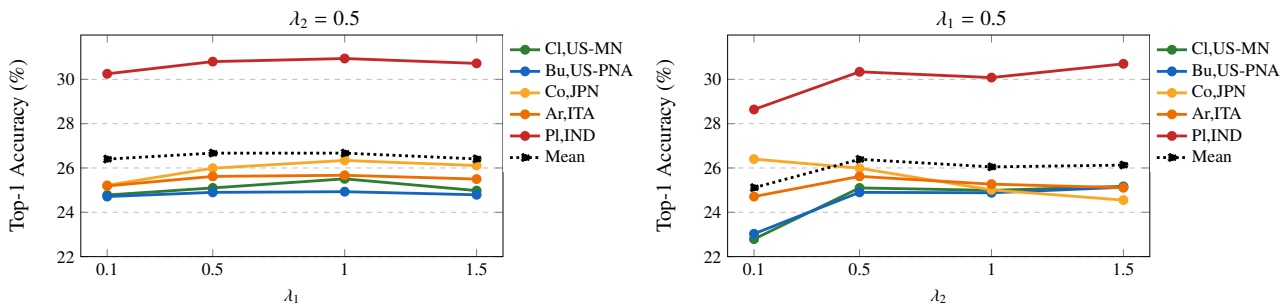 λ₂ = 0.5
Top-1 Accuracy (%)
30
28
26
24
22
0.1 0.5 1 1.5
λ₁
Cl,US-MN
Bu,US-PNA
Co,JPN
Ar,ITA
Pl,IND
Mean
λ₁ = 0.5
Top-1 Accuracy (%)
30
28
26
24
22
0.1 0.5 1 1.5
λ₂
Cl,US-MN
Bu,US-PNA
Co,JPN
Ar,ITA
Pl,IND
Mean